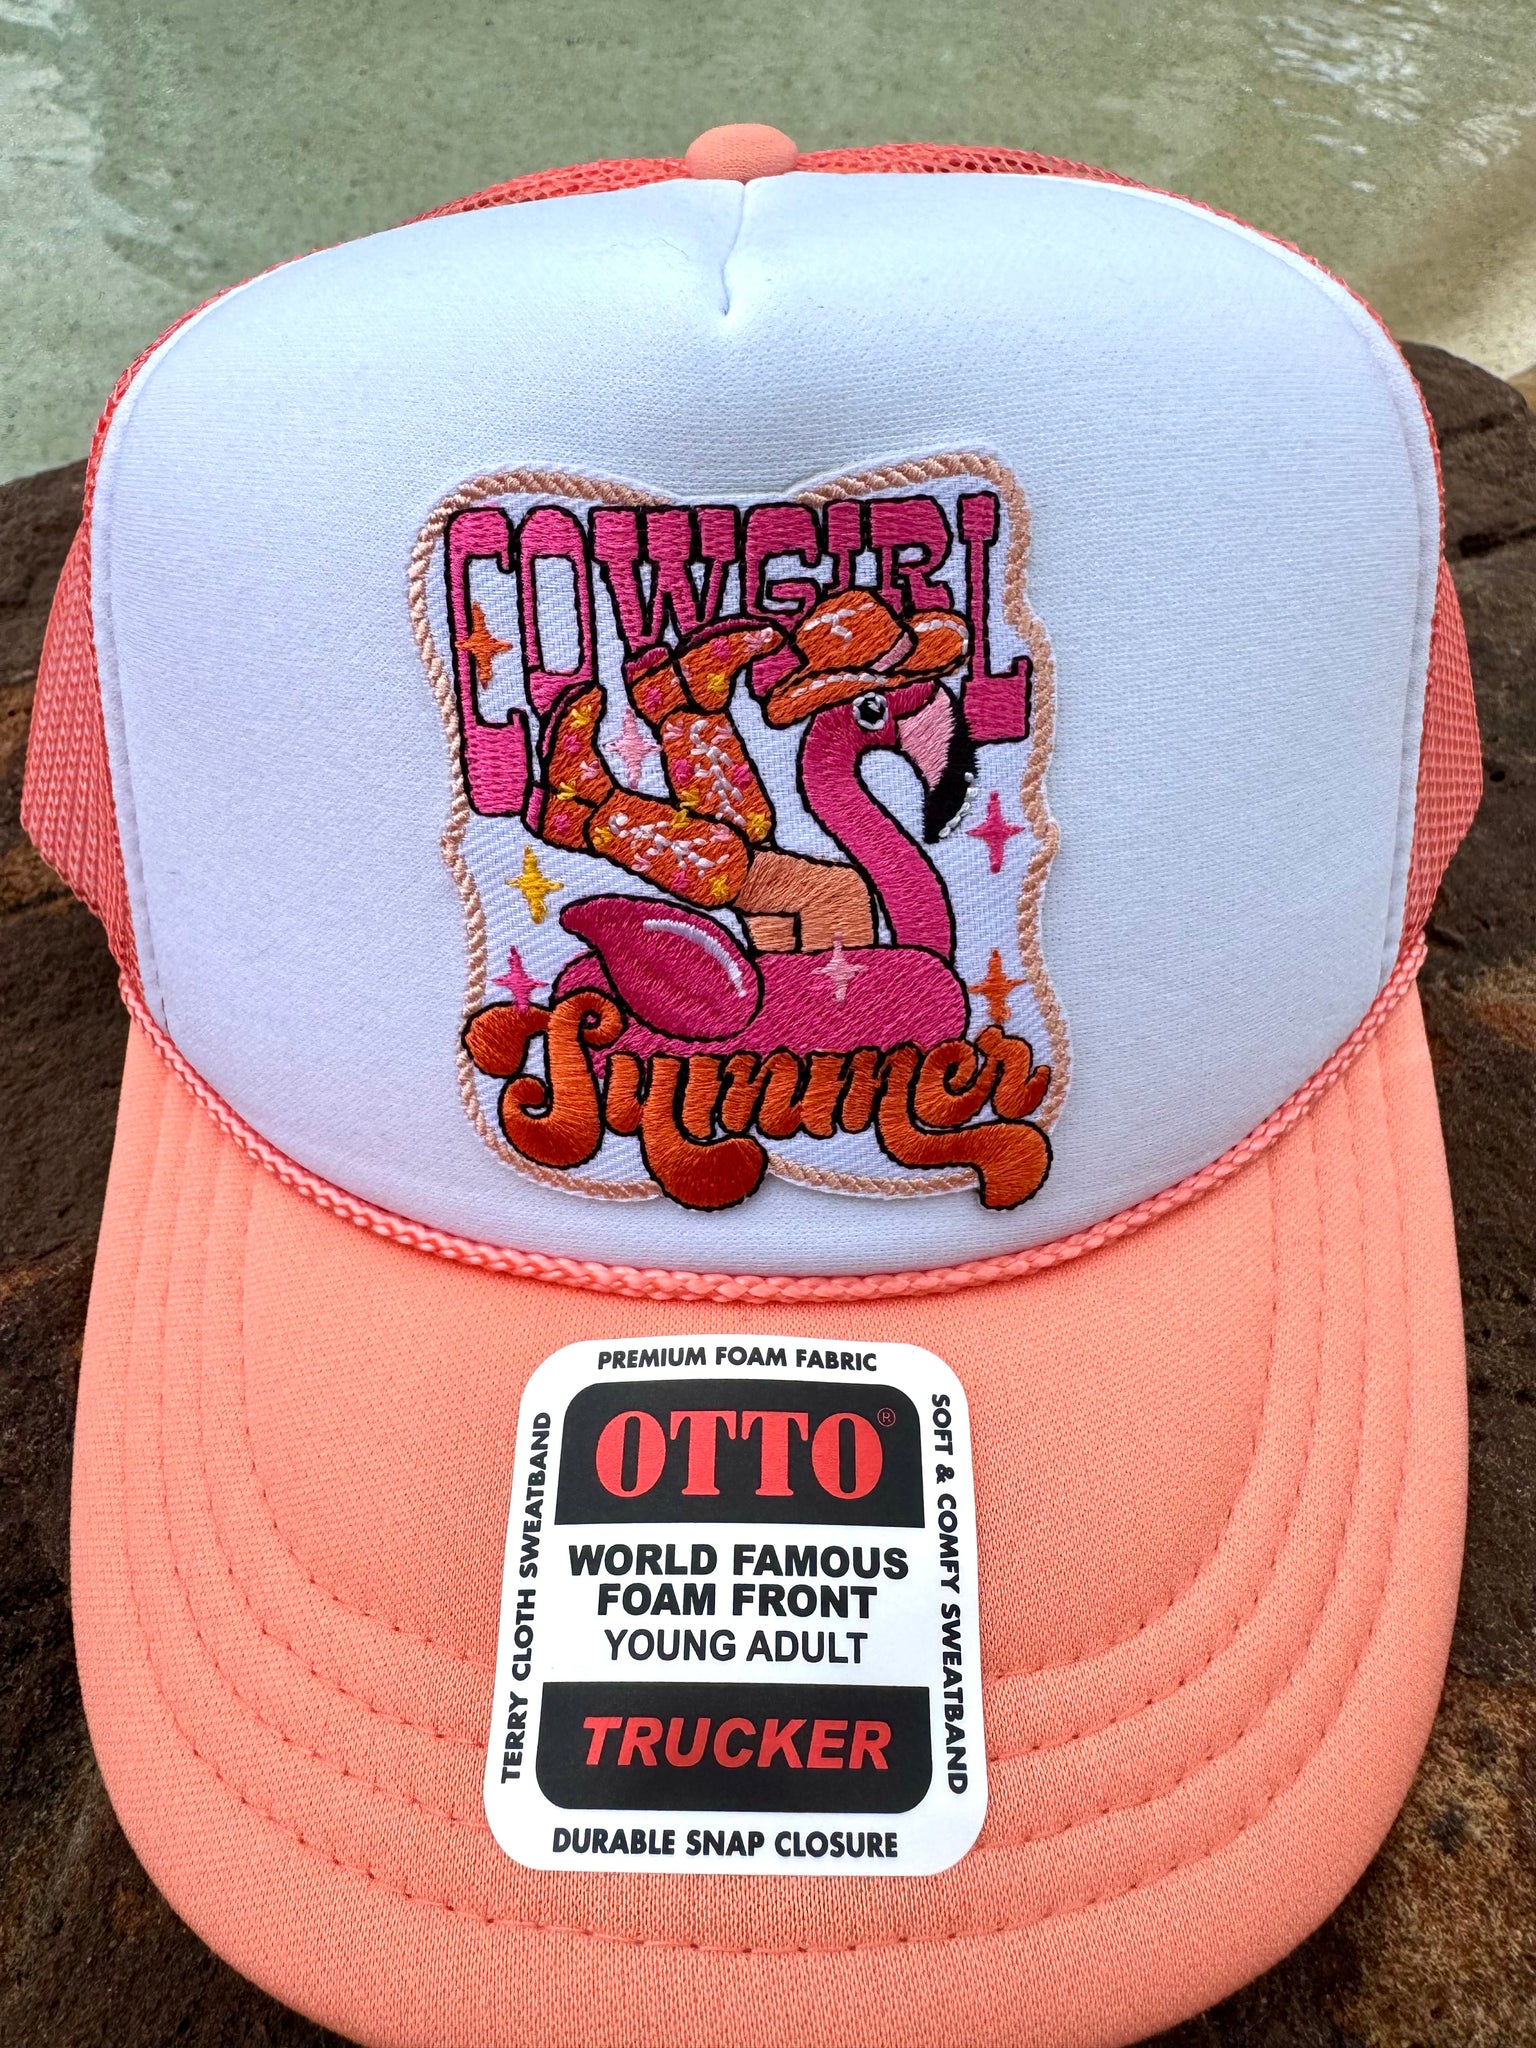 COWGIRL
Summer
PREMIUM FOAM FABRIC
OTTO®
WORLD FAMOUS
FOAM FRONT
YOUNG ADULT
TRUCKER
DURABLE SNAP CLOSURE
TERRY CLOTH SWEATBAND
SOFT & COMFY SWEATBAND